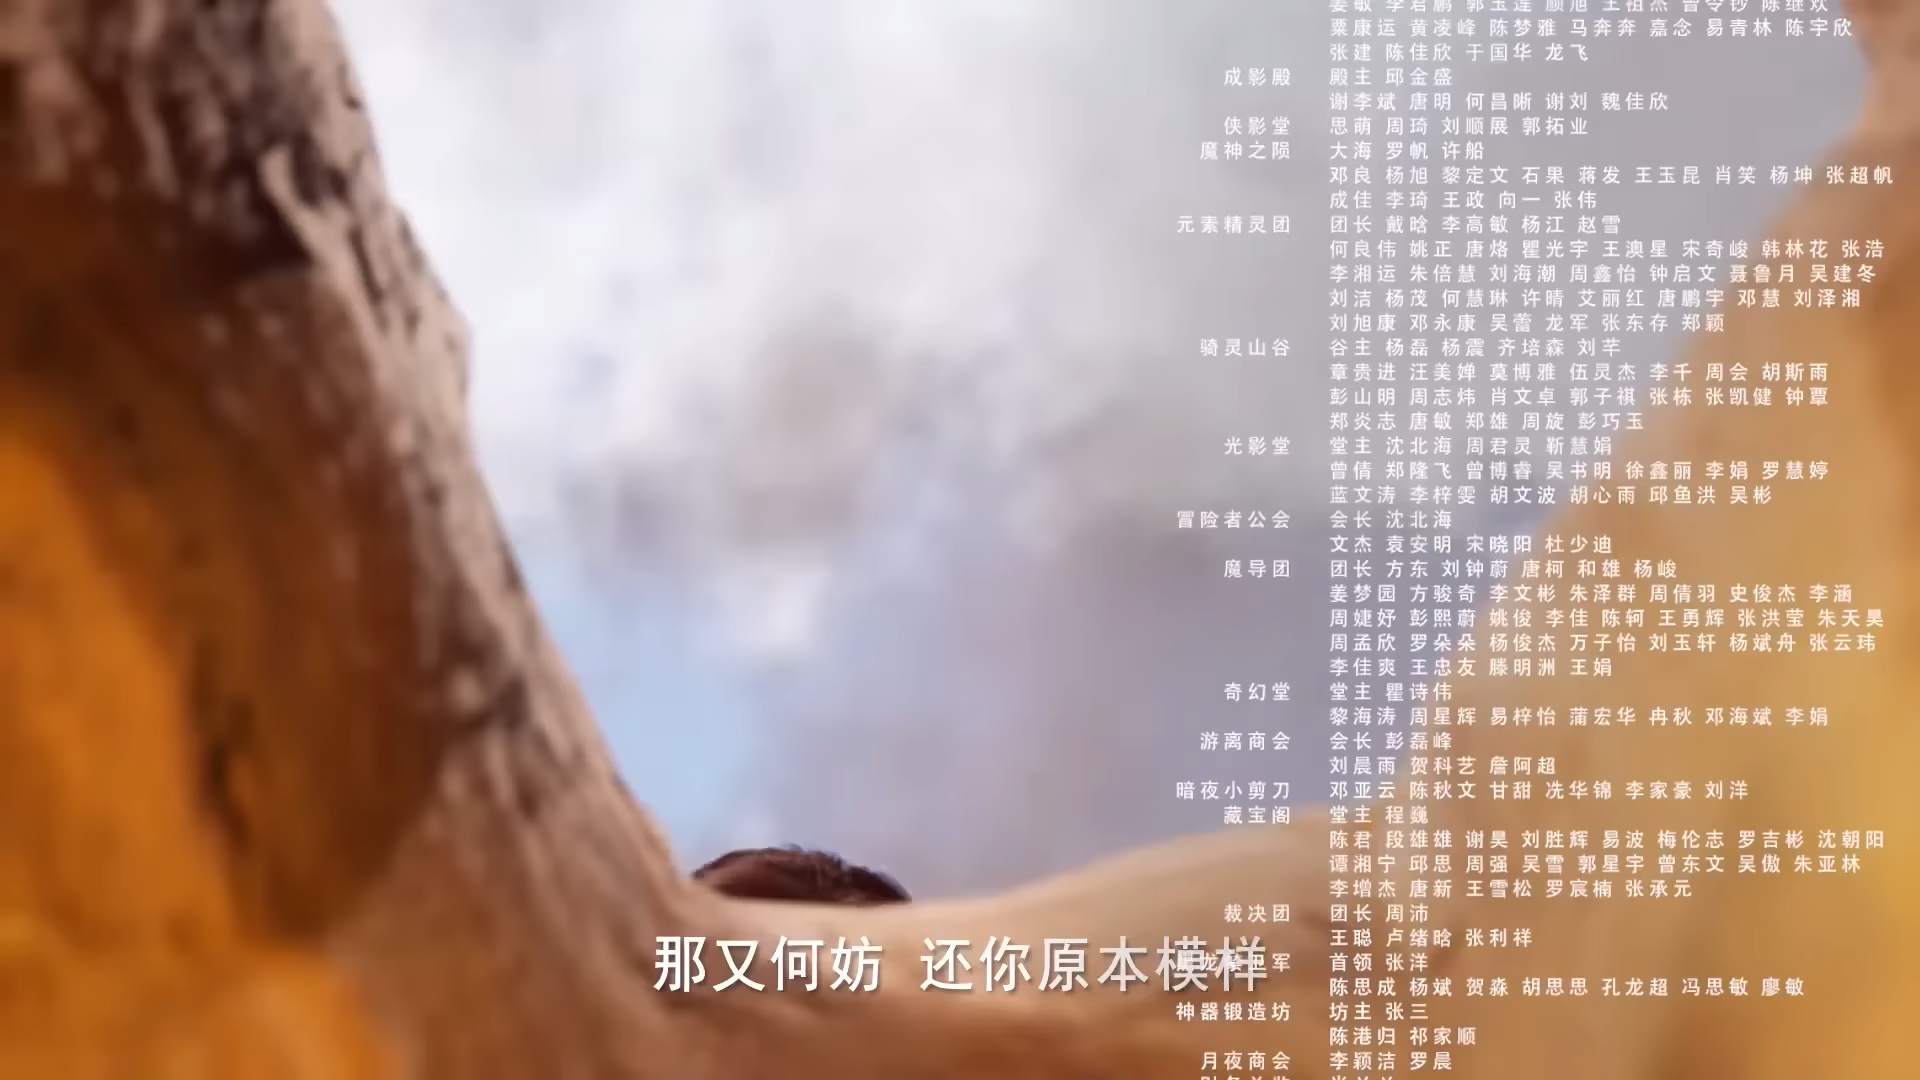 姜敏 李君鹏 郭玉莲 颜旭 王祖杰 曾令钞 陈继欢
粟康运 黄凌峰 陈梦雅 马奔奔 嘉念 易青林 陈宇欣
张建 陈佳欣 于国华 龙飞
成影殿 殿主 邱金盛
谢李斌 唐明 何昌晰 谢刘 魏佳欣
侠影堂 思萌 周琦 刘顺展 郭拓业
魔神之陨 大海 罗帆 许船
邓良 杨旭 黎定文 石果 蒋发 王玉昆 肖笑 杨坤 张超帆
成佳 李琦 王政 向一 张伟
元素精灵团 团长 戴晗 李高敏 杨江 赵雪
何良伟 姚正 唐烙 瞿光宇 王澳星 宋奇峻 韩林花 张浩
李湘运 朱倍慧 刘海潮 周鑫怡 钟启文 聂鲁月 吴建冬
刘洁 杨茂 何慧琳 许晴 艾丽红 唐鹏宇 邓慧 刘泽湘
刘旭康 邓永康 吴蕾 龙军 张东存 郑颖
骑灵山谷 谷主 杨磊 杨震 齐培森 刘芊
章贵进 汪美婵 莫博雅 伍灵杰 李千 周会 胡斯雨
彭山明 周志炜 肖文卓 郭子祺 张栋 张凯健 钟覃
郑炎志 唐敏 郑雄 周旋 彭巧玉
光影堂 堂主 沈北海 周君灵 靳慧娟
曾倩 郑隆飞 曾博睿 吴书明 徐鑫丽 李娟 罗慧婷
蓝文涛 李梓雯 胡文波 胡心雨 邱鱼洪 吴彬
冒险者公会 会长 沈北海
文杰 袁安明 宋晓阳 杜少迪
魔导团 团长 方东 刘钟蔚 唐柯 和雄 杨峻
姜梦园 方骏奇 李文彬 朱泽群 周倩羽 史俊杰 李涵
周婕妤 彭熙蔚 姚俊 李佳 陈轲 王勇辉 张洪莹 朱天昊
周孟欣 罗朵朵 杨俊杰 万子怡 刘玉轩 杨斌舟 张云玮
李佳爽 王忠友 滕明洲 王娟
奇幻堂 堂主 瞿诗伟
黎海涛 周星辉 易梓怡 蒲宏华 冉秋 邓海斌 李娟
游离商会 会长 彭磊峰
刘晨雨 贺科艺 詹阿超
暗夜小剪刀 邓亚云 陈秋文 甘甜 冼华锦 李家豪 刘洋
藏宝阁 堂主 程巍
陈君 段雄雄 谢昊 刘胜辉 易波 梅伦志 罗吉彬 沈朝阳
谭湘宁 邱思 周强 吴雪 郭星宇 曾东文 吴傲 朱亚林
李增杰 唐新 王雪松 罗宸楠 张承元
裁决团 团长 周沛
王聪 卢绪晗 张利祥
军 首领 张洋
陈思成 杨斌 贺淼 胡思思 孔龙超 冯思敏 廖敏
神器锻造坊 坊主 张三
陈港归 祁家顺
月夜商会 李颖洁 罗晨
那又何妨 还你原本模样